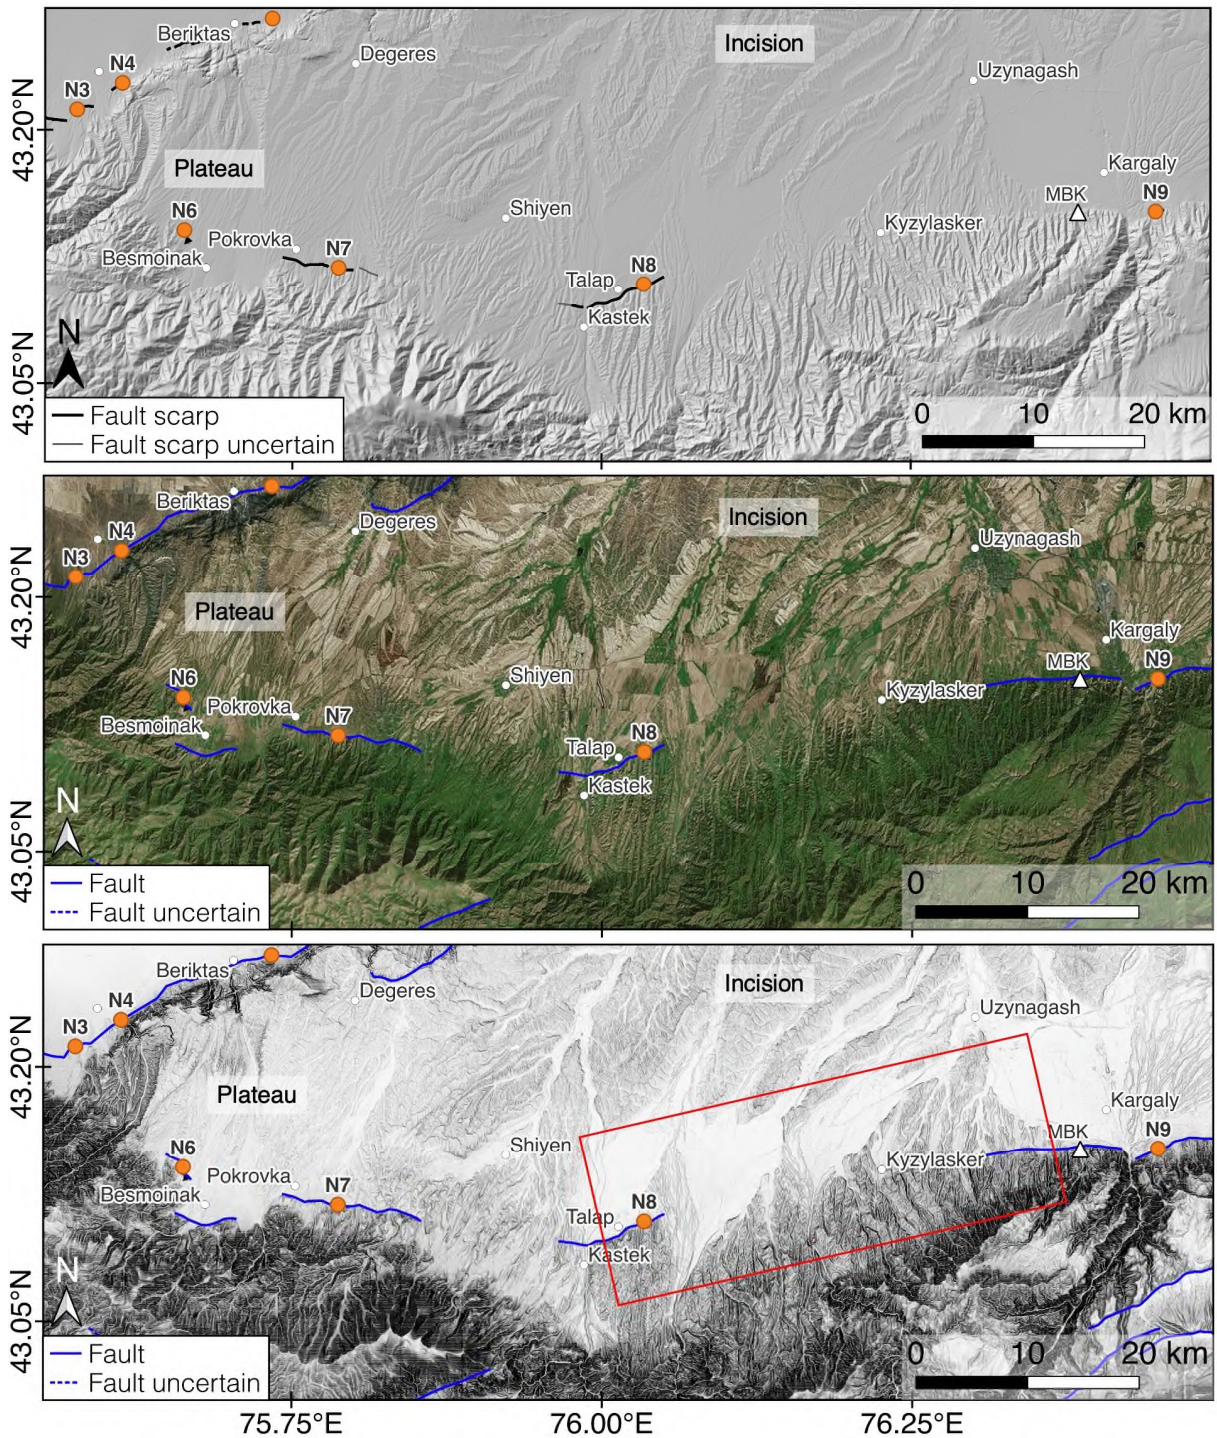 Beriktas
N4
N3
43.20°N
Degeres
Incision
Uzynagash
Plateau
Kargaly
MBK
N9
N6
Pokrovka
Besmoinak
N7
Shiyen
Kyzylasker
Talap
N8
Kastek
N
43.05°N
Fault scarp
Fault scarp uncertain
0 10 20 km
Beriktas
N4
N3
43.20°N
Degeres
Incision
Uzynagash
Plateau
Kargaly
MBK
N9
N6
Pokrovka
Besmoinak
N7
Shiyen
Kyzylasker
Talap
N8
Kastek
N
43.05°N
Fault
Fault uncertain
0 10 20 km
Beriktas
N4
N3
43.20°N
Degeres
Incision
Uzynagash
Plateau
Kargaly
MBK
N9
N6
Pokrovka
Besmoinak
N7
Shiyen
Kyzylasker
Talap
N8
Kastek
N
43.05°N
Fault
Fault uncertain
0 10 20 km
75.75°E 76.00°E 76.25°E